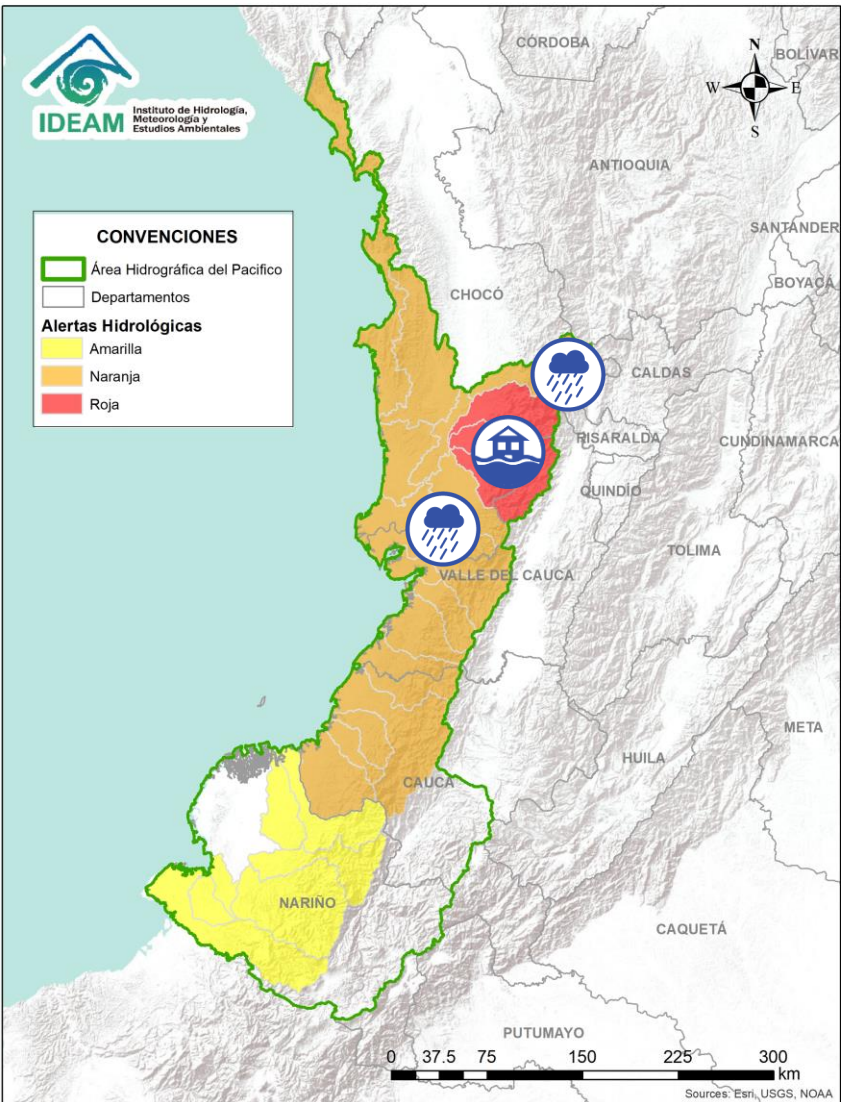 IDEAM
Instituto de Hidrología,
Meteorología y
Estudios Ambientales
CÓRDOBA
BOLÍVAR
N
W
E
S
ANTIOQUIA
SANTANDER
BOYACÁ
CONVENCIONES
Área Hidrográfica del Pacifico
Departamentos
Alertas Hidrológicas
Amarilla
Naranja
Roja
CHOCÓ
CALDAS
RISARALDA
CUNDINAMARCA
QUINDÍO
TOLIMA
VALLE DEL CAUCA
META
HUILA
CAUCA
NARIÑO
CAQUETÁ
PUTUMAYO
0 37.5 75 150 225 300
km
Sources: Esri, USGS, NOAA